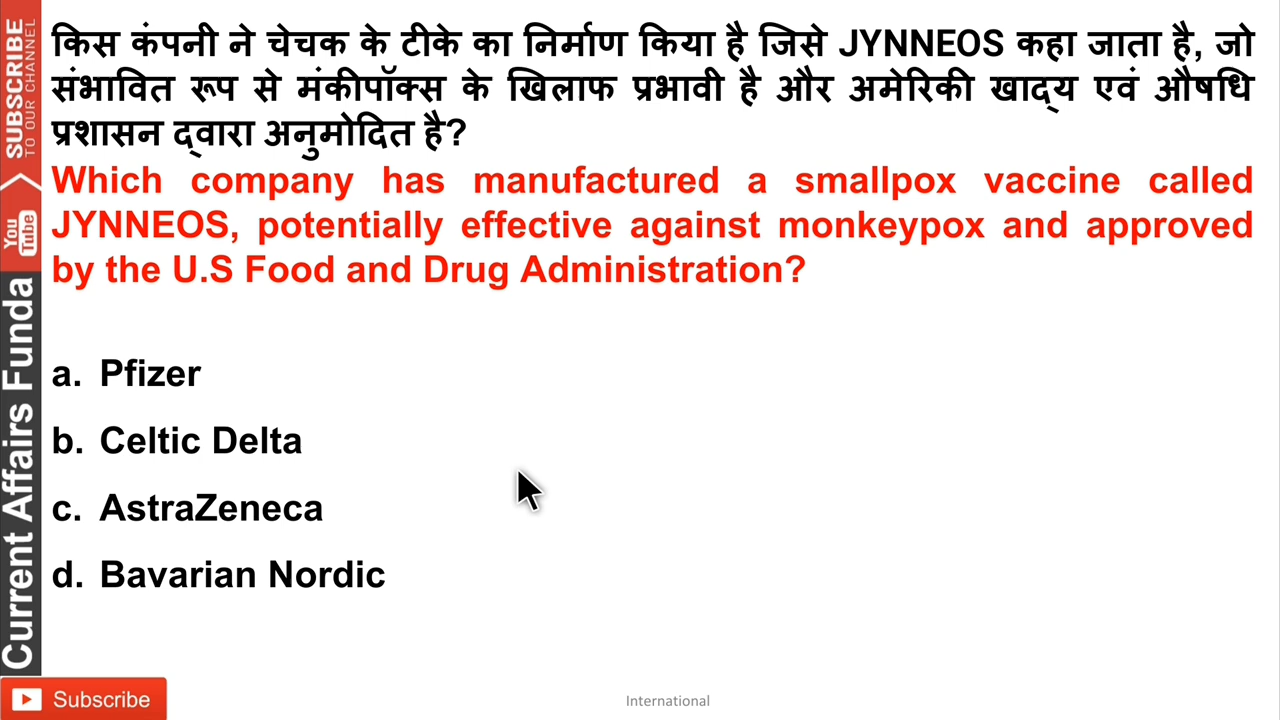 किस कंपनी ने चेचक के टीके का निर्माण किया है जिसे JYNNEOS कहा जाता है, जो
संभावित रूप से मंकीपॉक्स के खिलाफ प्रभावी है और अमेरिकी खाद्य एवं औषधि
प्रशासन द्वारा अनुमोदित है?
Which company has manufactured a smallpox vaccine called
JYNNEOS, potentially effective against monkeypox and approved
by the U.S Food and Drug Administration?
a. Pfizer
b. Celtic Delta
c. AstraZeneca
d. Bavarian Nordic
SUBSCRIBE
TO OUR CHANNEL
You
Tube
Current Affairs Funda
Subscribe
International